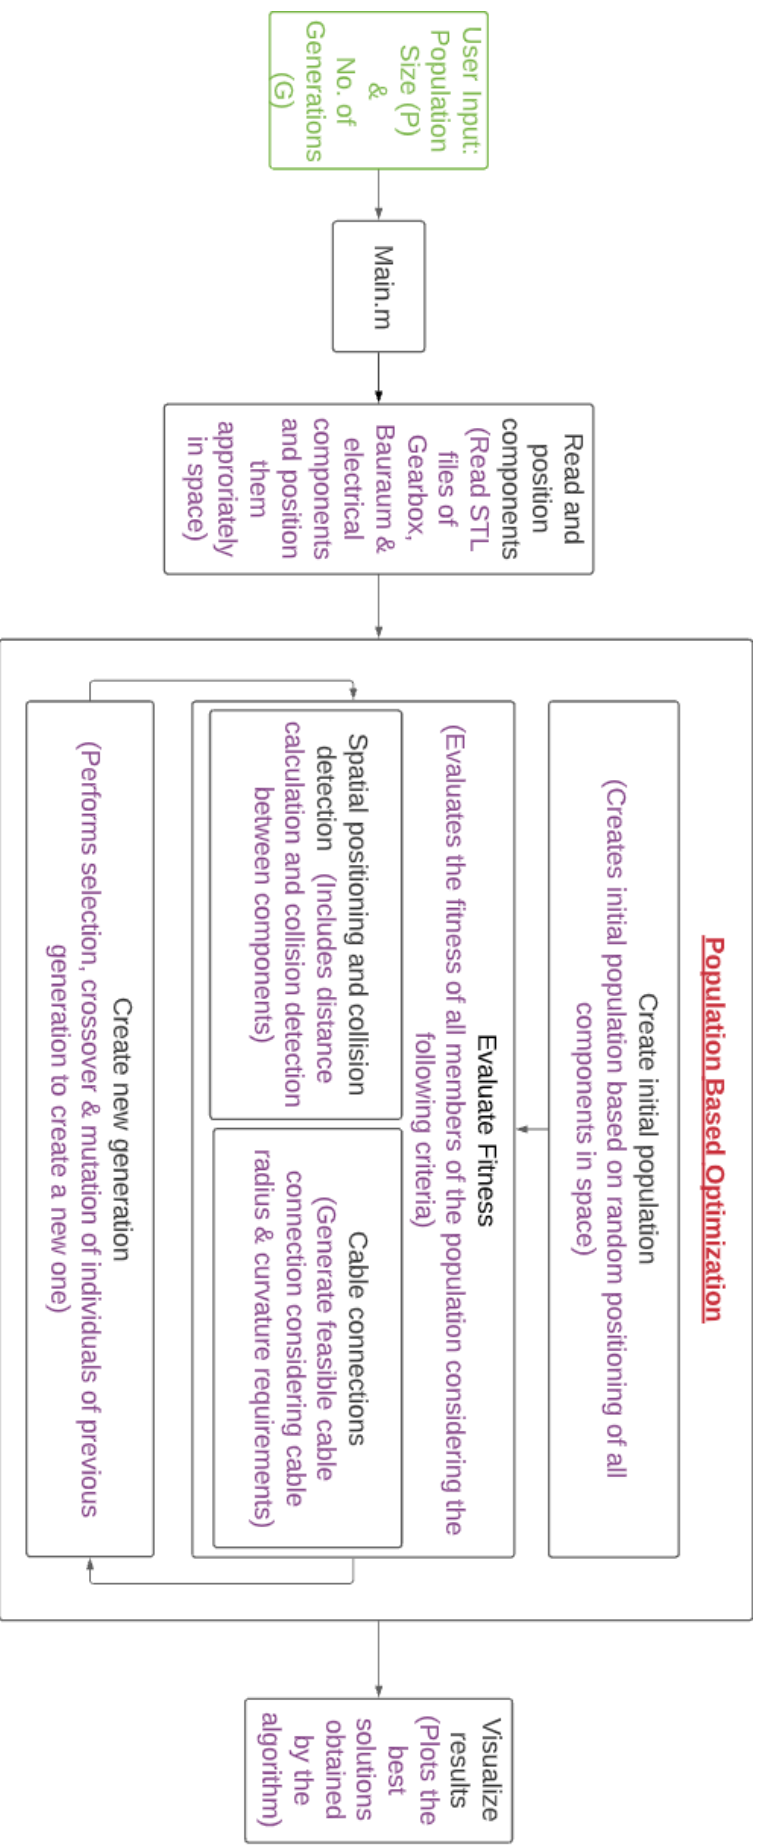 User Input:
Population
Size (P)
&
No. of
Generations
(G)
Main.m
Read and
position
components
(Read STL
files of
Gearbox,
Bauraum &
electrical
components
and position
them
approriately
in space)
Population Based Optimization
Create initial population
(Creates initial population based on random positioning of all
components in space)
Evaluate Fitness
(Evaluates the fitness of all members of the population considering the
following criteria)
Spatial positioning and collision
detection (Includes distance
calculation and collision detection
between components)
Cable connections
(Generate feasible cable
connection considering cable
radius & curvature requirements)
Create new generation
(Performs selection, crossover & mutation of individuals of previous
generation to create a new one)
Visualize
results
(Plots the
best
solutions
obtained
by the
algorithm)